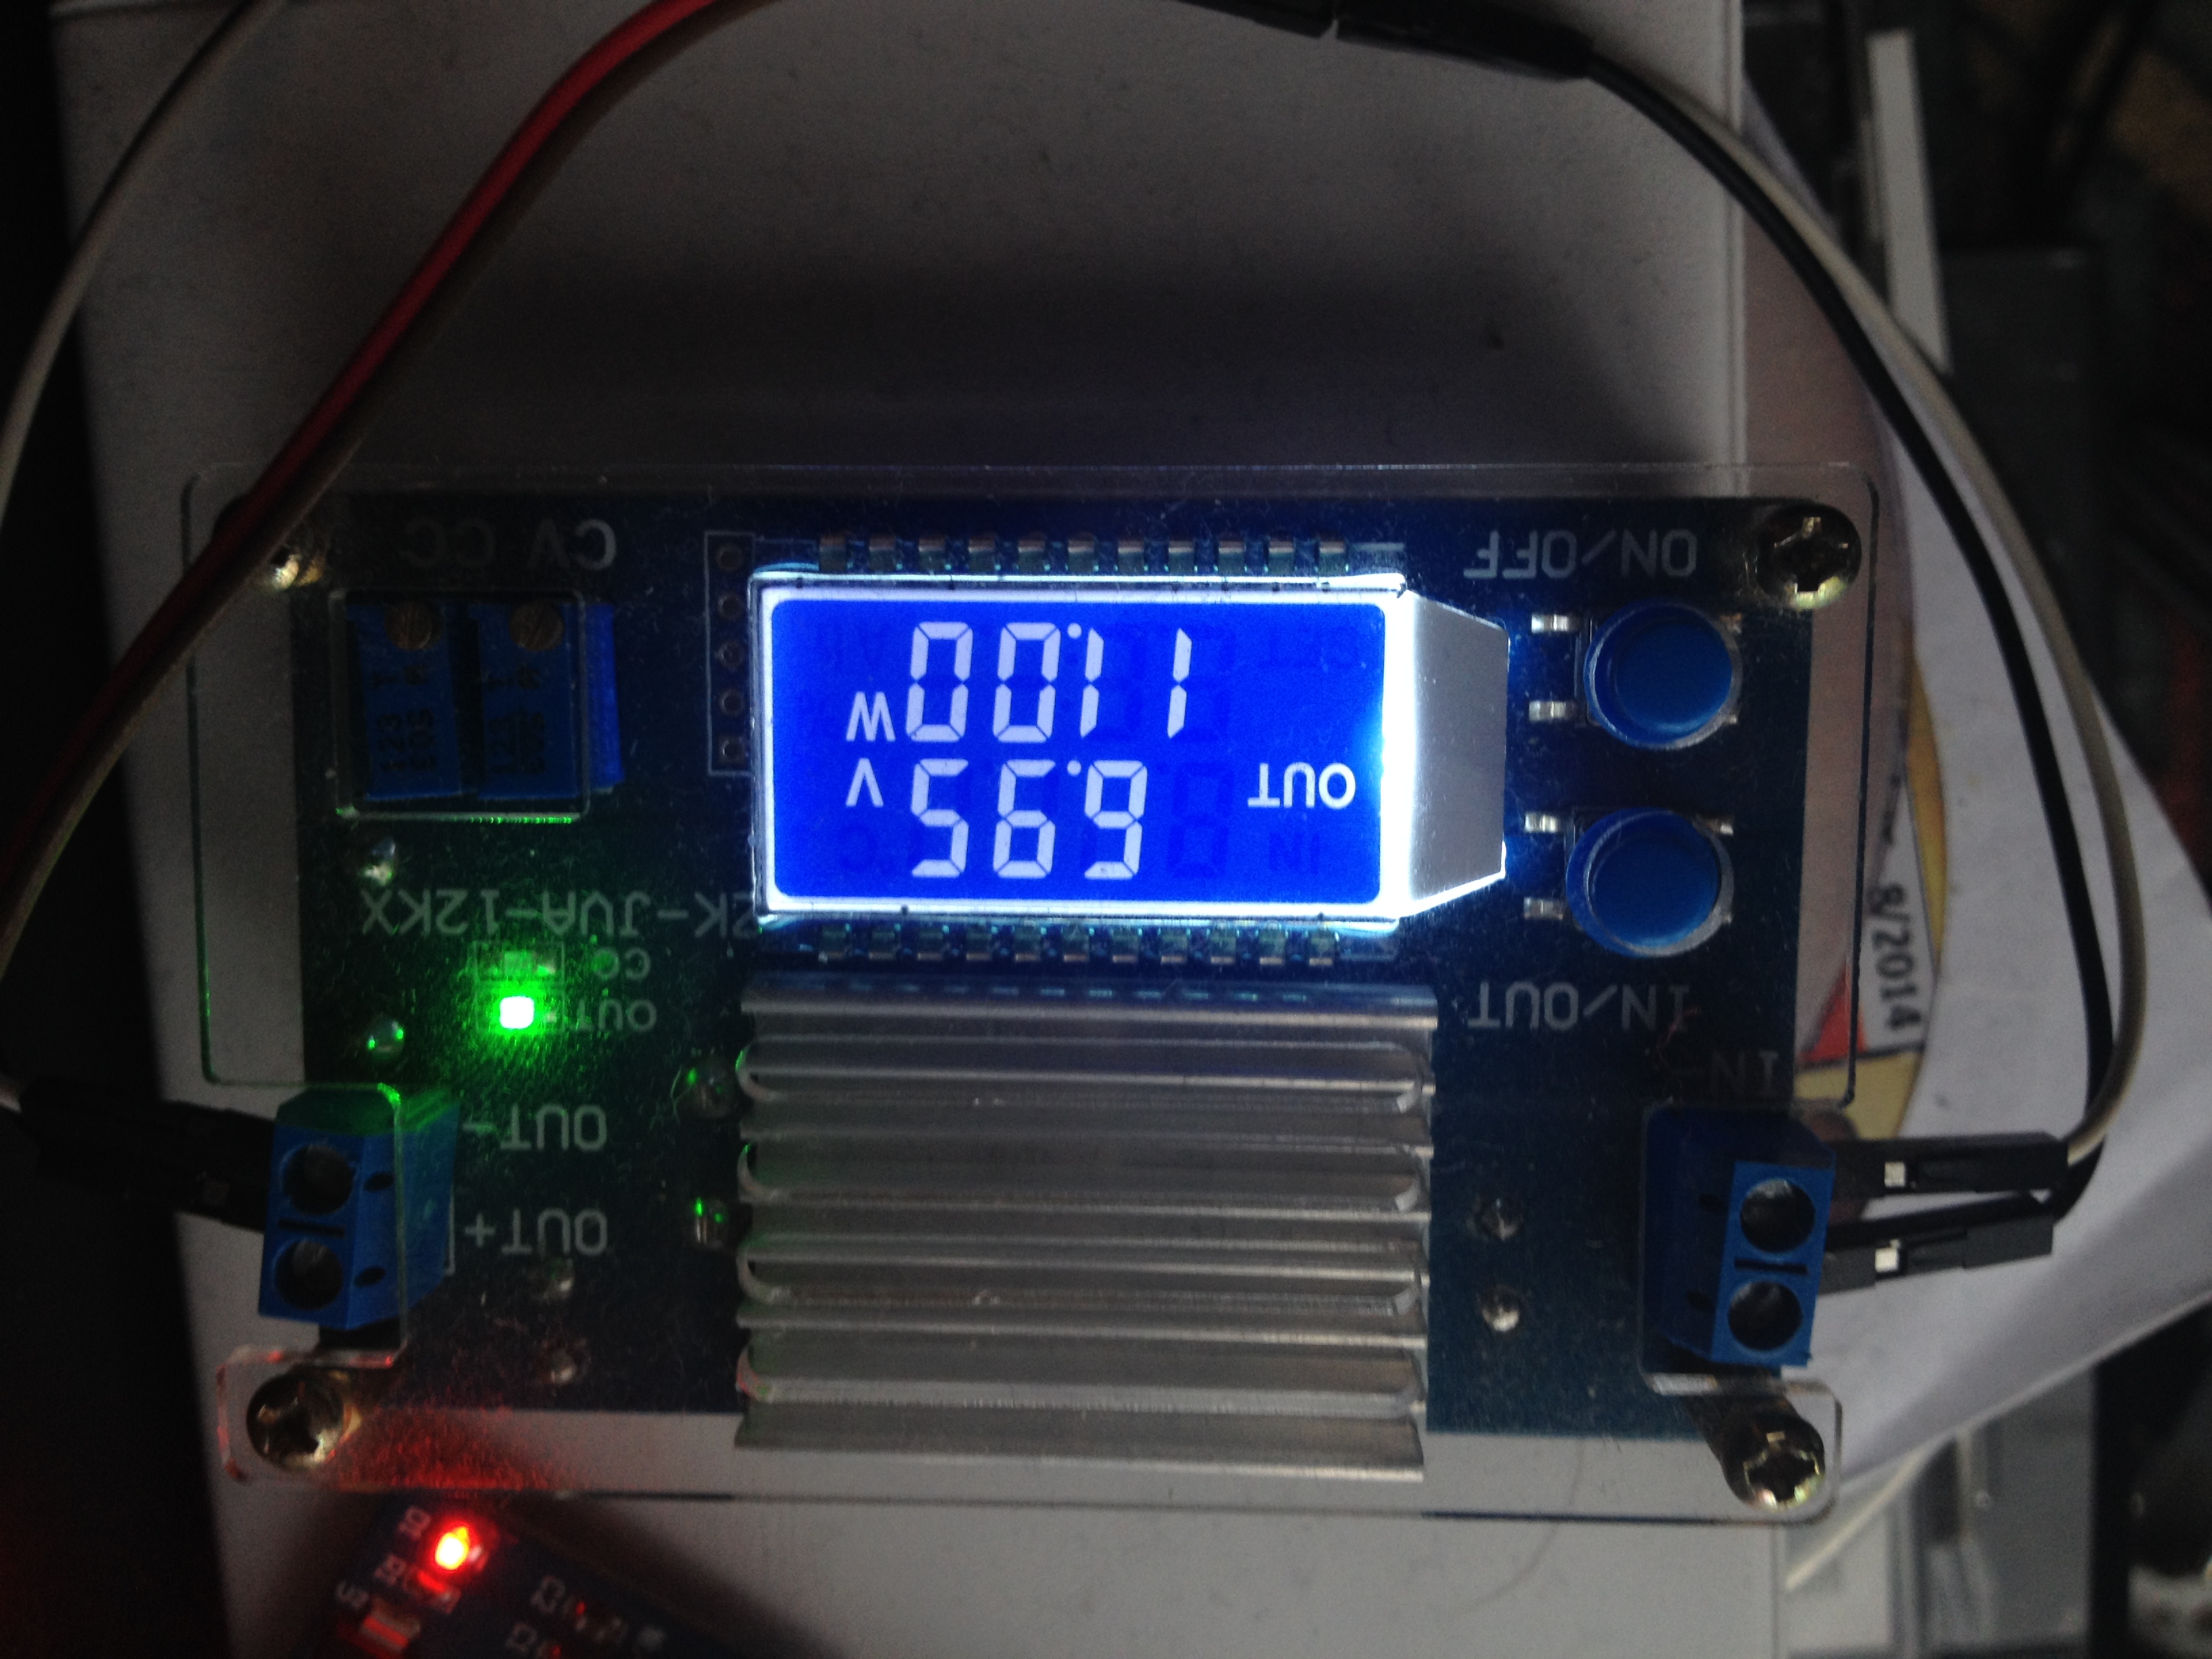 OUT+
OUT-
IN-
IN/OUT
8/2014
OUT
CC
ZK-JVA-12KX
OUT 6.95 V
11.00 W
ON/OFF
CV CC